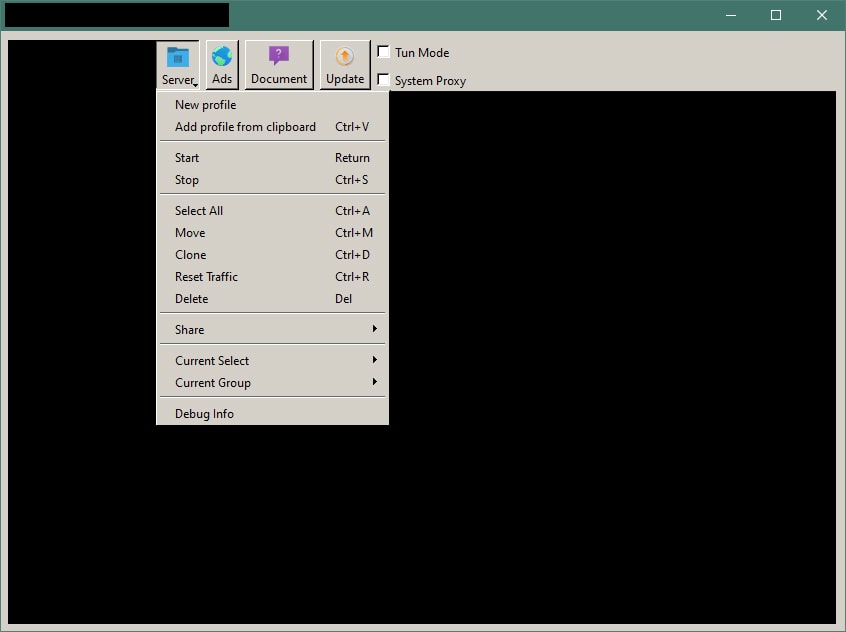 Server
Ads
Document
Update
Tun Mode
System Proxy
New profile
Add profile from clipboard Ctrl+V
Start Return
Stop Ctrl+S
Select All Ctrl+A
Move Ctrl+M
Clone Ctrl+D
Reset Traffic Ctrl+R
Delete Del
Share
Current Select
Current Group
Debug Info